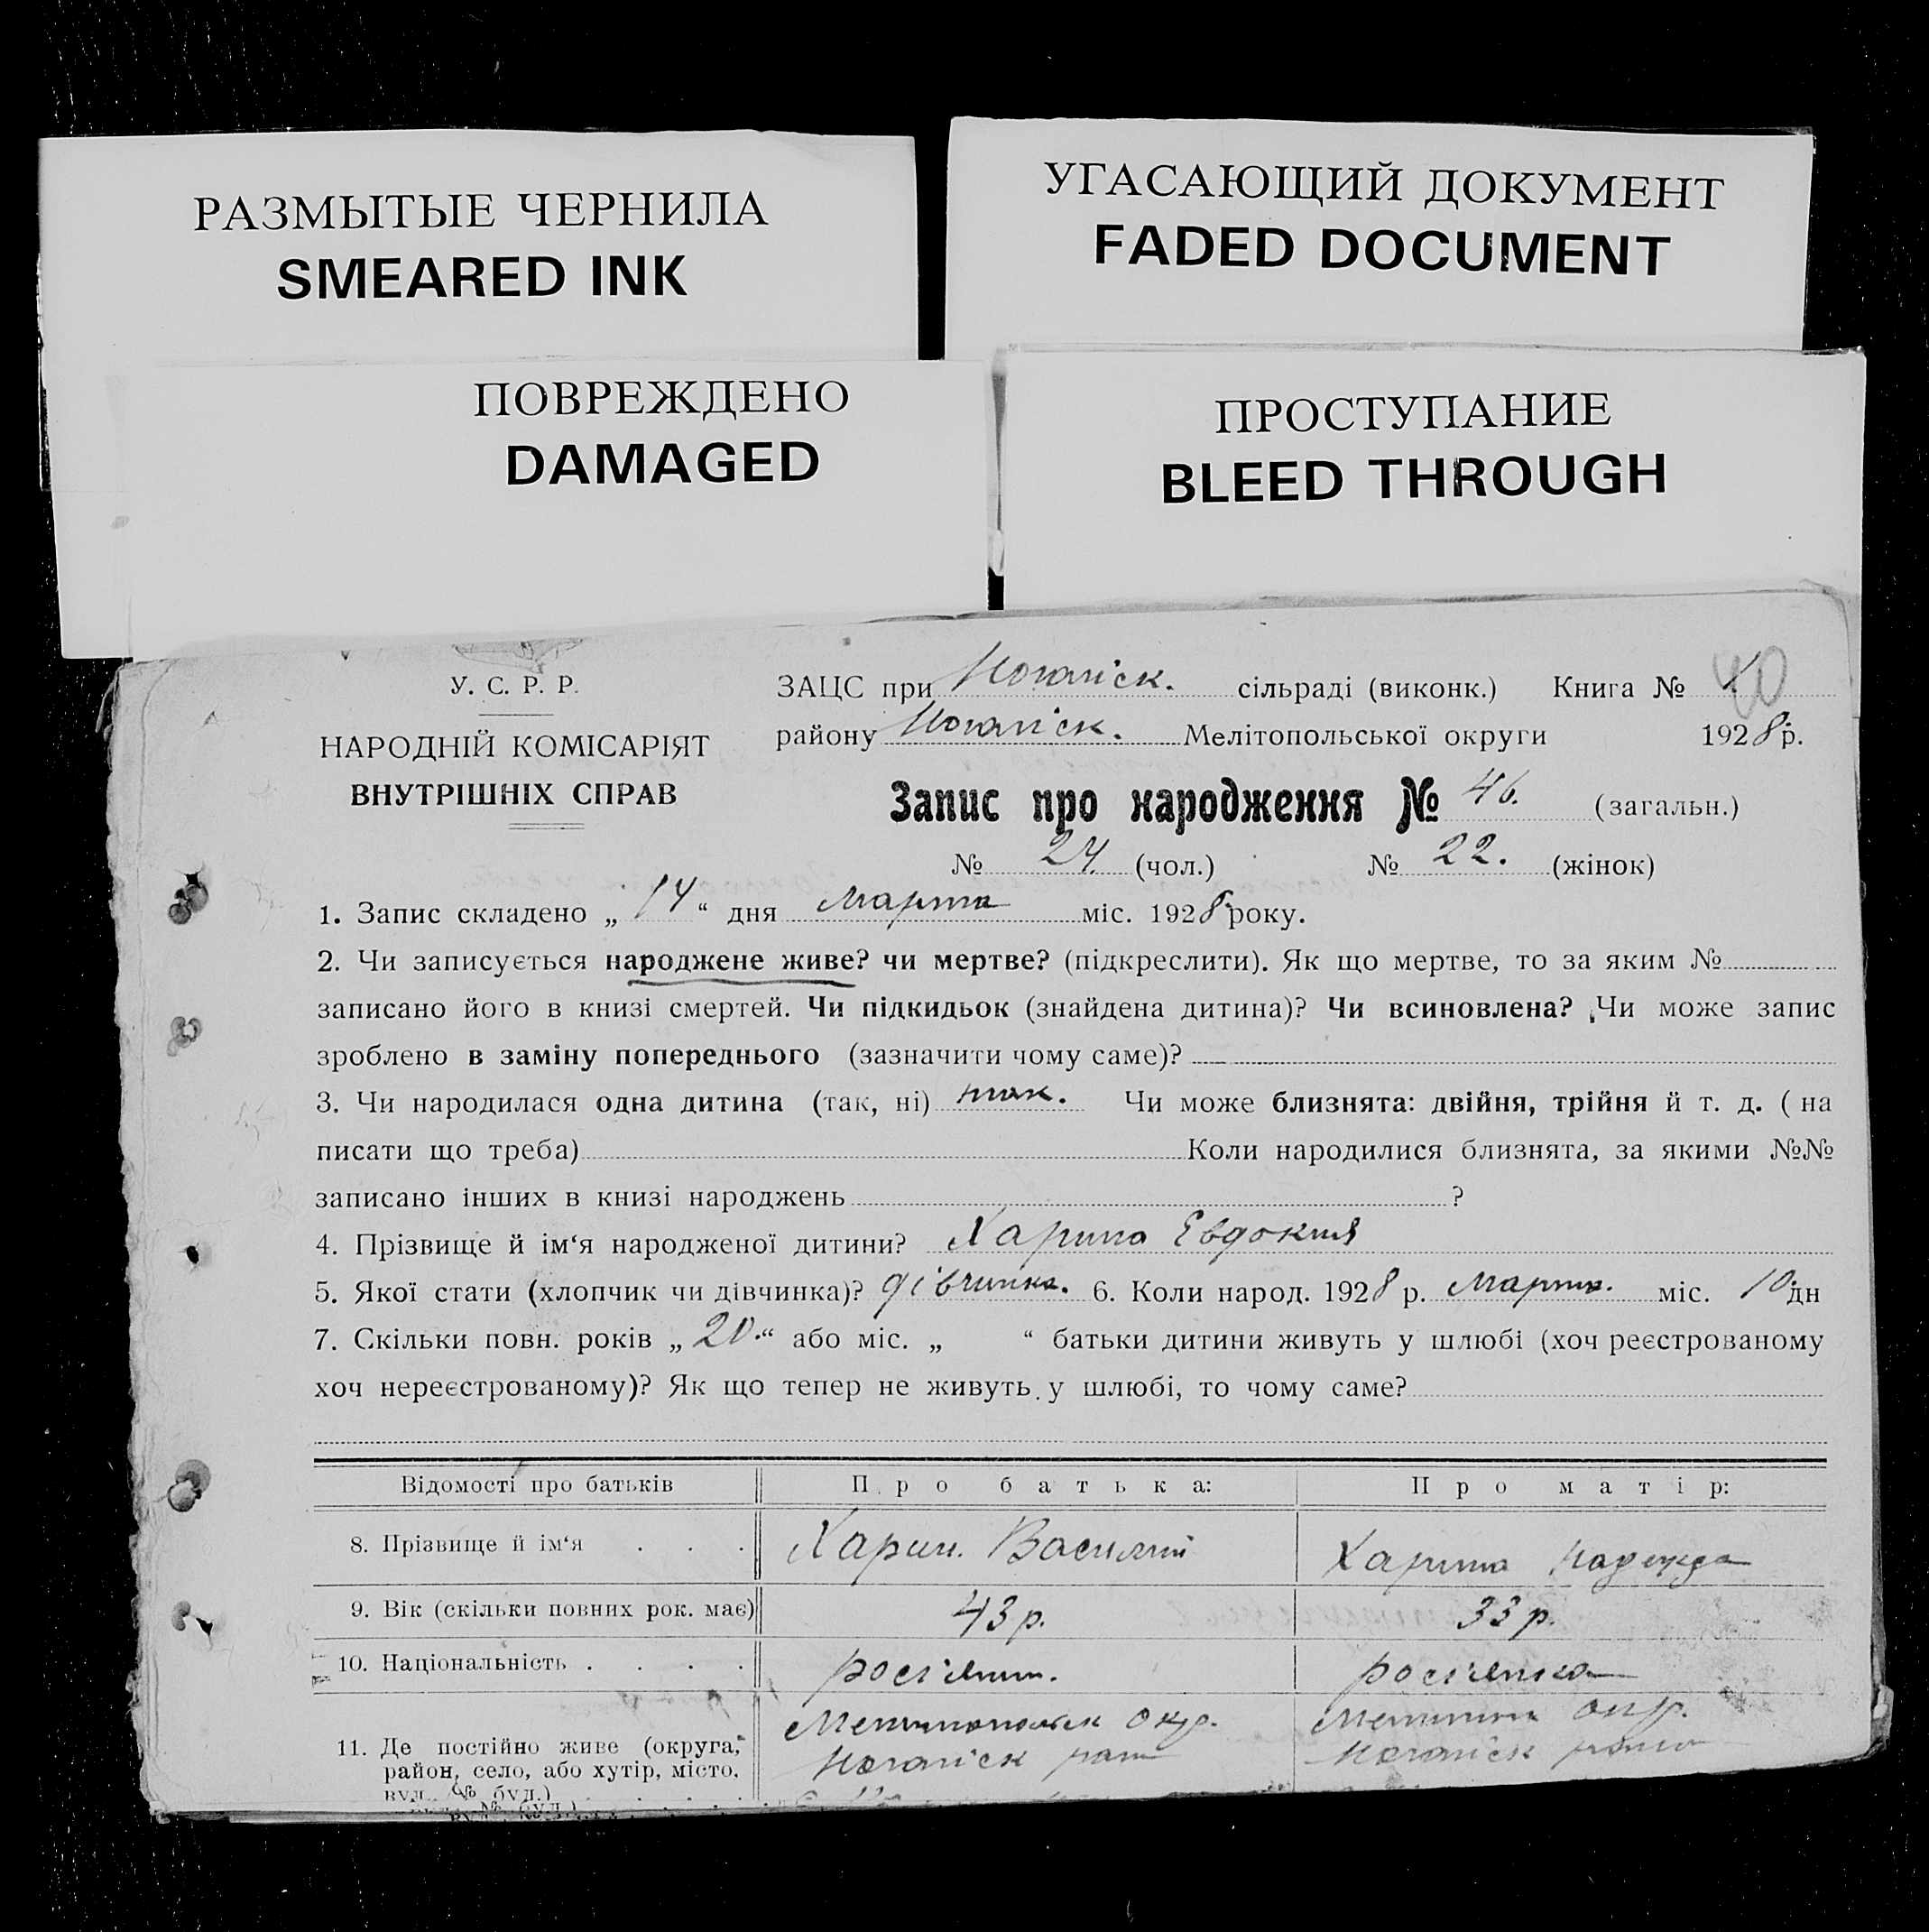 РАЗМЫТЫЕ ЧЕРНИЛА
SMEARED INK
УГАСАЮЩИЙ ДОКУМЕНТ
FADED DOCUMENT
ПОВРЕЖДЕНО
DAMAGED
ПРОСТУПАНИЕ
BLEED THROUGH
У. С. Р. Р.
НАРОДНІЙ КОМІСАРІЯТ
ВНУТРІШНІХ СПРАВ
ЗАЦС при Ногайськ. сільраді (виконк.) Книга №
району Ногайськ. Мелітопольської округи 1928 р.
Запис про народження № 46. (загальн.)
№ 24. (чол.) № 22. (жінок)
1. Запис складено „14“ дня Марта міс. 1928 року.
2. Чи записується народжене живе? чи мертве? (підкреслити). Як що мертве, то за яким №
записано його в книзі смертей. Чи підкидьок (знайдена дитина)? Чи всиновлена? Чи може запис
зроблено в заміну попереднього (зазначити чому саме)?
3. Чи народилася одна дитина (так, ні) так. Чи може близнята: двійня, трійня й т. д. ( на
писати що треба) Коли народилися близнята, за якими №№
записано інших в книзі народжень ?
4. Прізвище й ім‘я народженої дитини? Харина Евдокия
5. Якої стати (хлопчик чи дівчинка)? дівчинка. 6. Коли народ. 1928 р. Марта. міс. 10 дн
7. Скільки повн. років „20.“ або міс. „ “ батьки дитини живуть у шлюбі (хоч реєстрованому
хоч нереєстрованому)? Як що тепер не живуть у шлюбі, то чому саме?
Відомості про батьків Про батька: Про матір:
8. Прізвище й ім‘я . . . Харин. Василий Харина Надежда
9. Вік (скільки повних рок. має) 43 р. 33 р.
10. Національність . . . . росіянин. росіянка
11. Де постійно живе (округа, Мелитопольск окр. окр.
район, село, або хутір, місто, район район
вул., № буд.) . . . . .